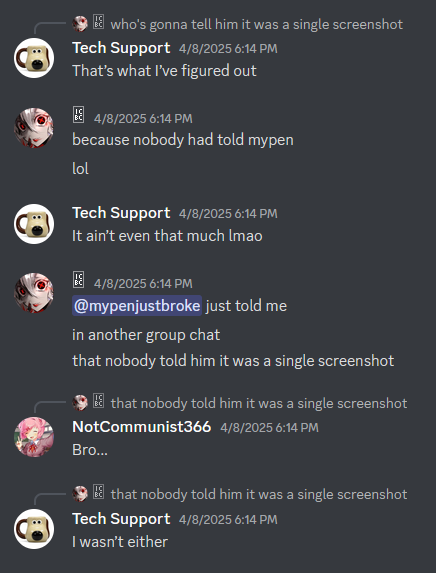 who's gonna tell him it was a single screenshot
Tech Support 4/8/2025 6:14 PM
That's what I've figured out
4/8/2025 6:14 PM
because nobody had told mypen
lol
Tech Support 4/8/2025 6:14 PM
It ain't even that much lmao
4/8/2025 6:14 PM
@mypenjustbroke just told me
in another group chat
that nobody told him it was a single screenshot
that nobody told him it was a single screenshot
NotCommunist366 4/8/2025 6:14 PM
Bro...
that nobody told him it was a single screenshot
Tech Support 4/8/2025 6:14 PM
I wasn't either